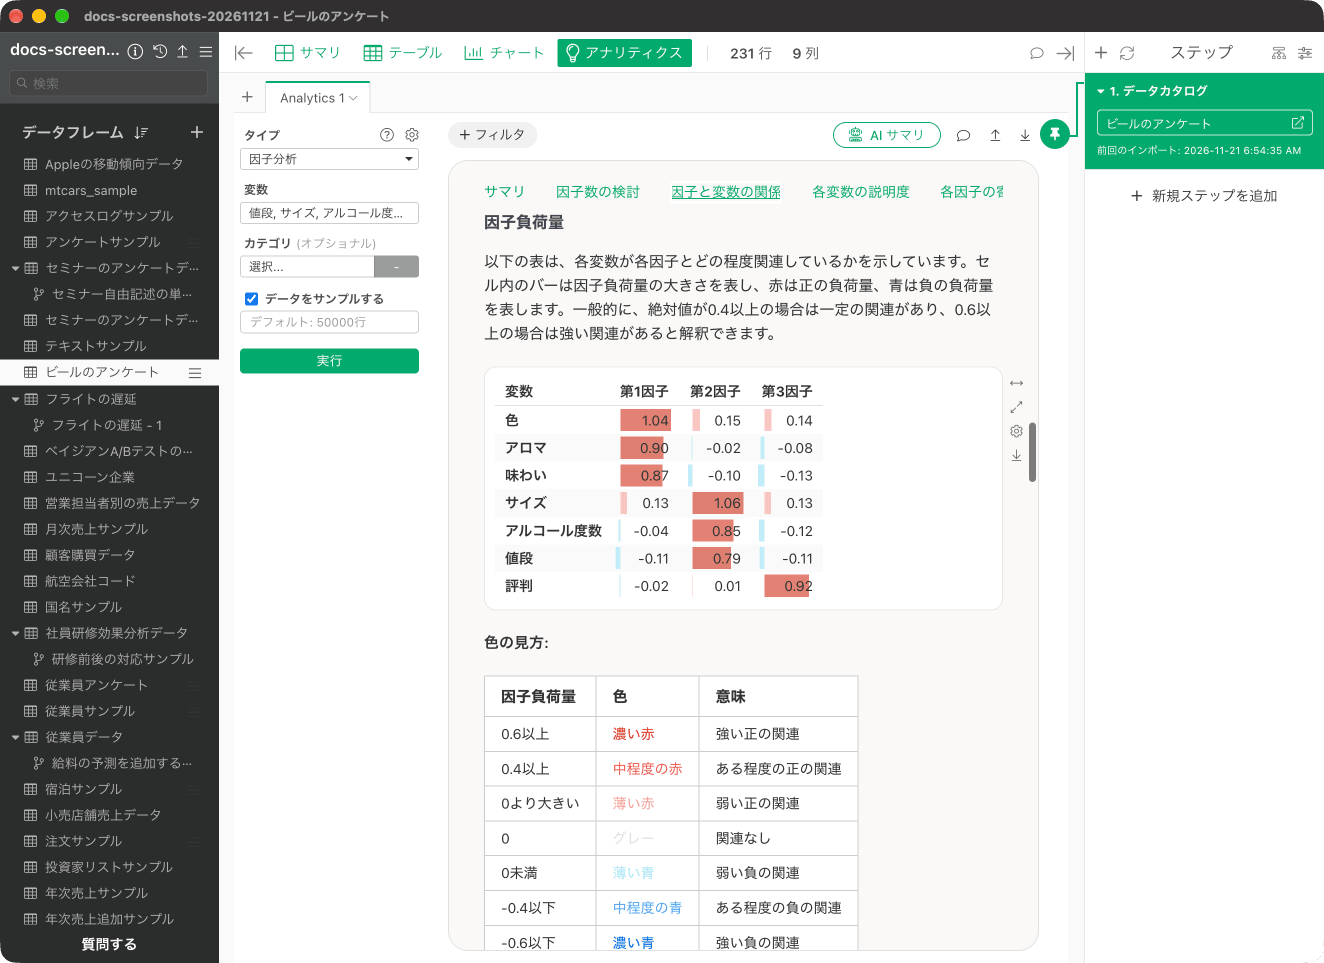 docs-screenshots-20261121 - ビールのアンケート
docs-screen...
検索
データフレーム
Appleの移動傾向データ
mtcars_sample
アクセスログサンプル
アンケートサンプル
セミナーのアンケートデ...
セミナー自由記述の単...
セミナーのアンケートデ...
テキストサンプル
ビールのアンケート
フライトの遅延
フライトの遅延 - 1
ベイジアンA/Bテストの...
ユニコーン企業
営業担当者別の売上データ
月次売上サンプル
顧客購買データ
航空会社コード
国名サンプル
社員研修効果分析データ
研修前後の対応サンプル
従業員アンケート
従業員サンプル
従業員データ
給料の予測を追加する...
宿泊サンプル
小売店舗売上データ
注文サンプル
投資家リストサンプル
年次売上サンプル
年次売上追加サンプル
質問する
サマリ テーブル チャート アナリティクス 231 行 9 列
Analytics 1
タイプ
因子分析
変数
値段, サイズ, アルコール度...
カテゴリ (オプショナル)
選択... -
データをサンプルする
デフォルト: 50000行
実行
フィルタ
AI サマリ
サマリ 因子数の検討 因子と変数の関係 各変数の説明度 各因子の寄
因子負荷量
以下の表は、各変数が各因子とどの程度関連しているかを示しています。セ
ル内のバーは因子負荷量の大きさを表し、赤は正の負荷量、青は負の負荷量
を表します。一般的に、絶対値が0.4以上の場合は一定の関連があり、0.6以
上の場合は強い関連があると解釈できます。
変数 第1因子 第2因子 第3因子
色 1.04 0.15 0.14
アロマ 0.90 -0.02 -0.08
味わい 0.87 -0.10 -0.13
サイズ 0.13 1.06 0.13
アルコール度数 -0.04 0.85 -0.12
値段 -0.11 0.79 -0.11
評判 -0.02 0.01 0.92
色の見方:
因子負荷量 色 意味
0.6以上 濃い赤 強い正の関連
0.4以上 中程度の赤 ある程度の正の関連
0より大きい 薄い赤 弱い正の関連
0 グレー 関連なし
0未満 薄い青 弱い負の関連
-0.4以下 中程度の青 ある程度の負の関連
-0.6以下 濃い青 強い負の関連
ステップ
1. データカタログ
ビールのアンケート
前回のインポート: 2026-11-21 6:54:35 AM
新規ステップを追加